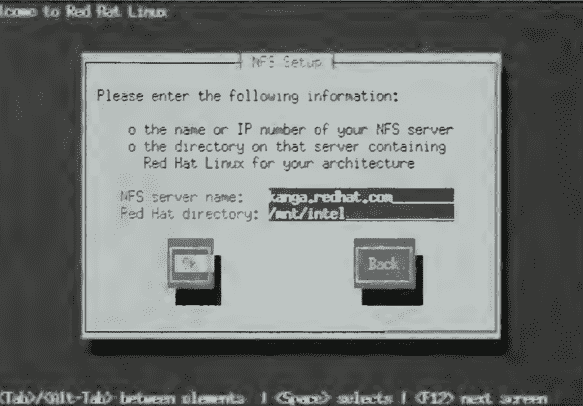 lcome to Red Hat Linux
NFS Setup
Please enter the following information:
o the name or IP number of your NFS server
o the directory on that server containing
Red Hat Linux for your architecture
NFS server name: kanga.redhat.com
Red Hat directory: /mnt/intel
Ok Back
<Tab>/<Alt-Tab> between elements | <Space> selects | <F12> next screen